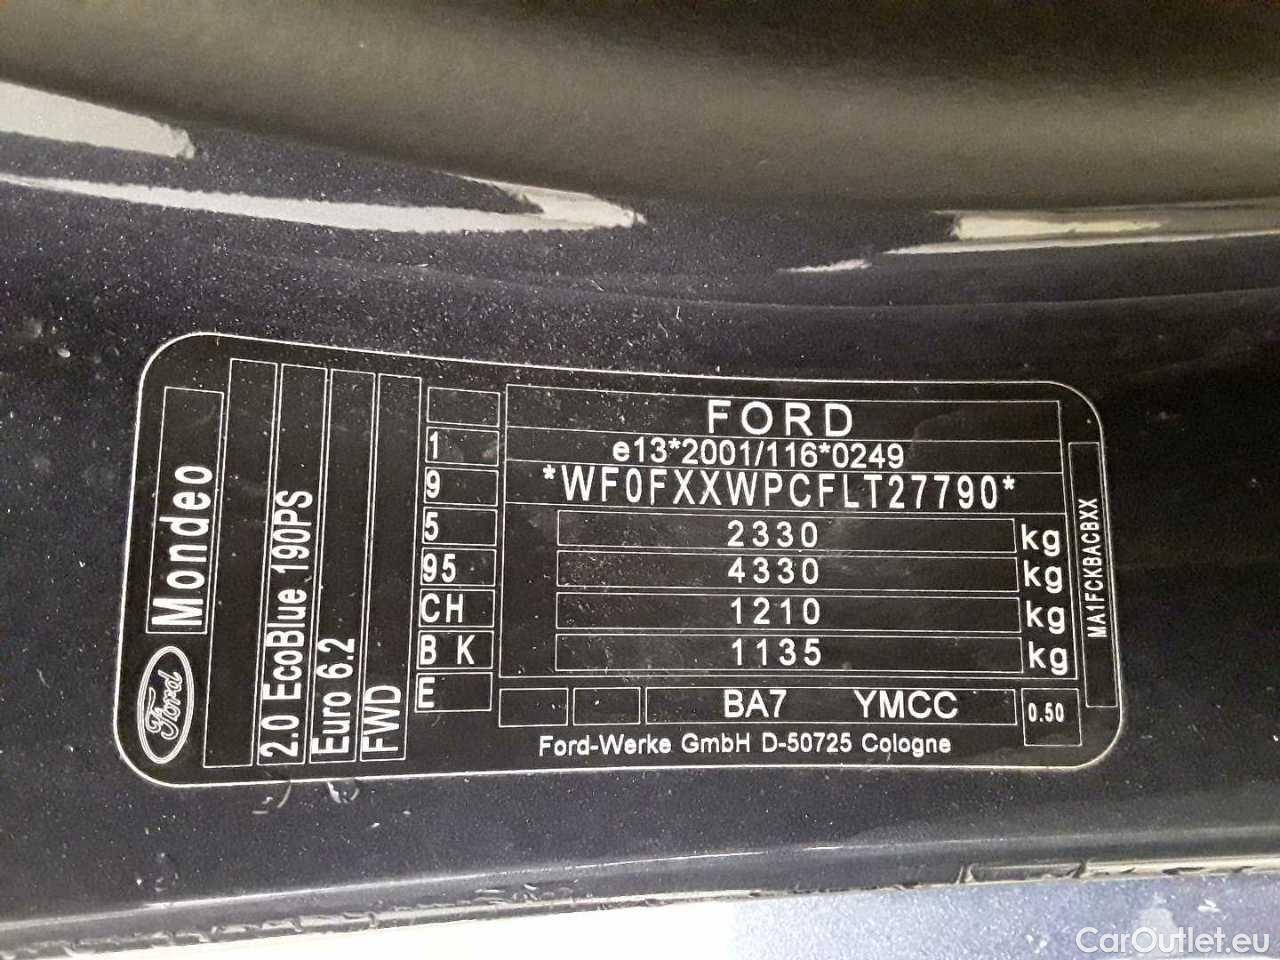 FORD
e13*2001/116*0249
*WF0FXXWPCFLT27790*
2330 kg
4330 kg
1210 kg
1135 kg
BA7 YMCC
0.50
Ford-Werke GmbH D-50725 Cologne
1
9
5
95
CH
B K
E
Ford
Mondeo
2.0 EcoBlue 190PS
Euro 6.2
FWD
MA1FCKBACBXX
CarOutlet.eu